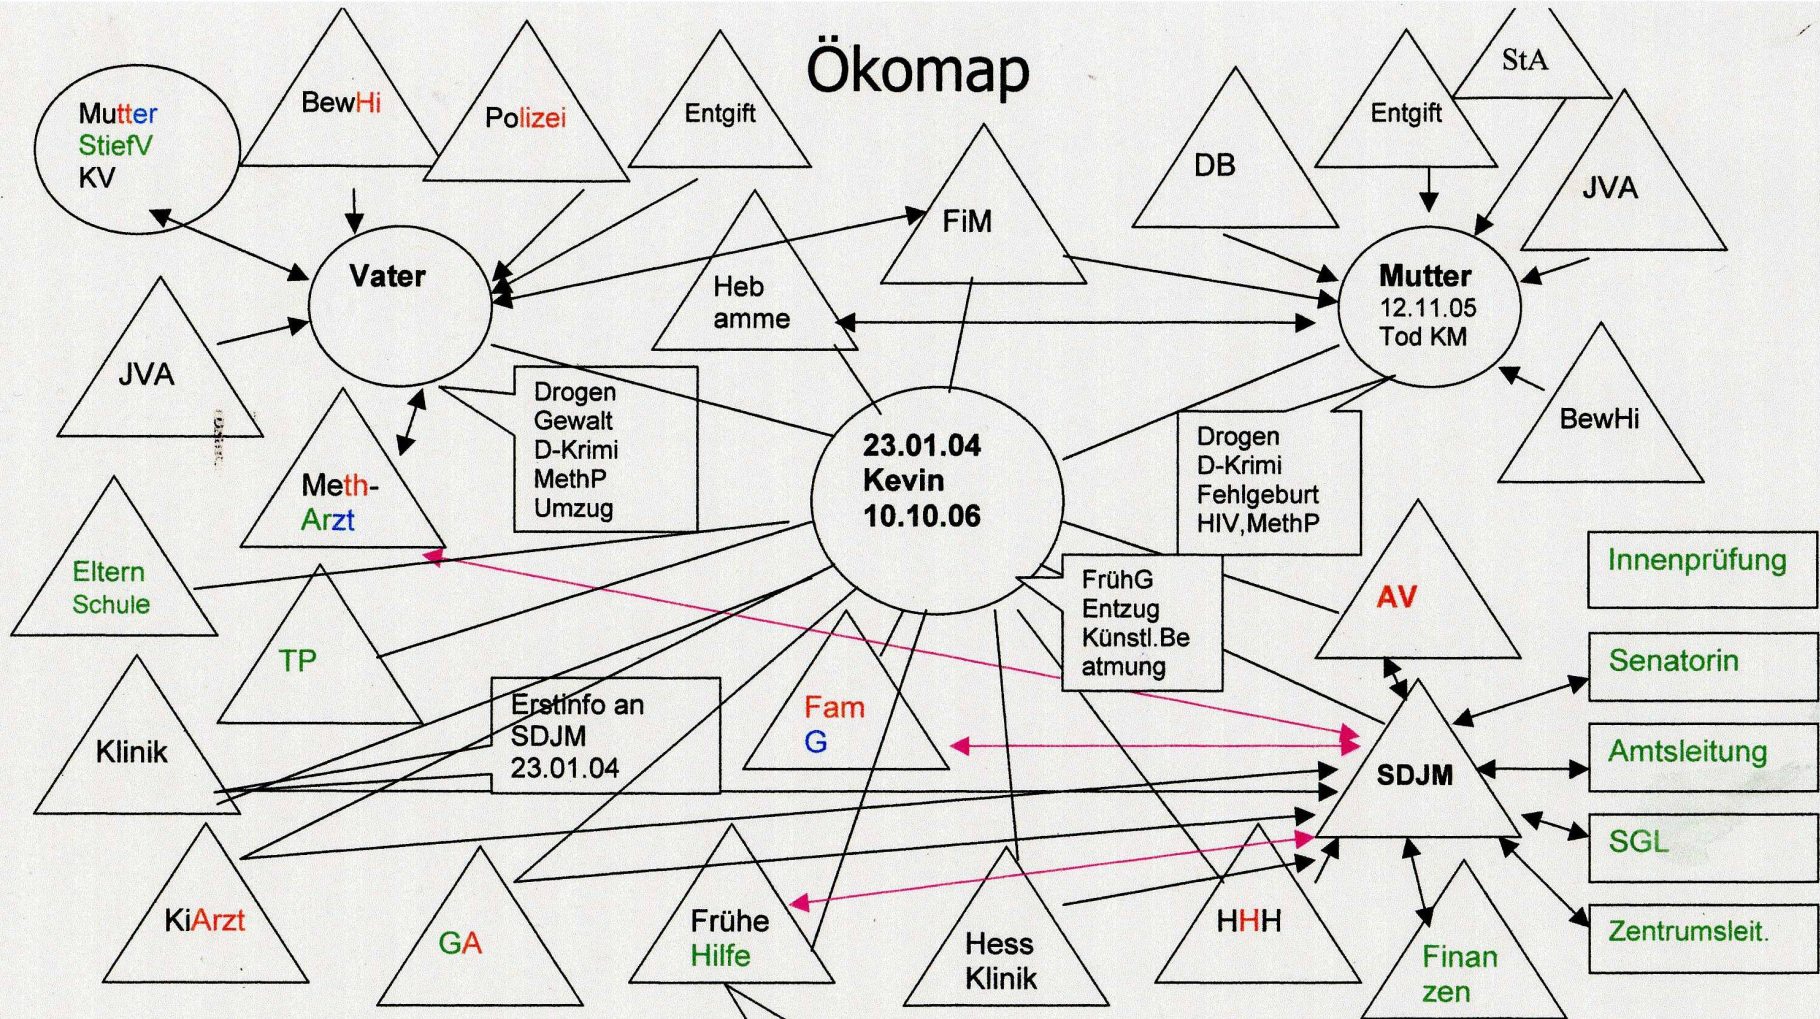 Ökomap
Mutter
StiefV
KV
BewHi
Polizei
Entgift
Heb
amme
FiM
DB
Entgift
StA
JVA
Vater
Mutter
12.11.05
Tod KM
JVA
BewHi
Meth-
Arzt
Drogen
Gewalt
D-Krimi
MethP
Umzug
23.01.04
Kevin
10.10.06
Drogen
D-Krimi
Fehlgeburt
HIV,MethP
Eltern
Schule
TP
FrühG
Entzug
Künstl.Be
atmung
AV
Innenprüfung
Senatorin
Amtsleitung
SGL
Zentrumsleit.
Klinik
Erstinfo an
SDJM
23.01.04
Fam
G
SDJM
KiArzt
GA
Frühe
Hilfe
Hess
Klinik
HHH
Finan
zen